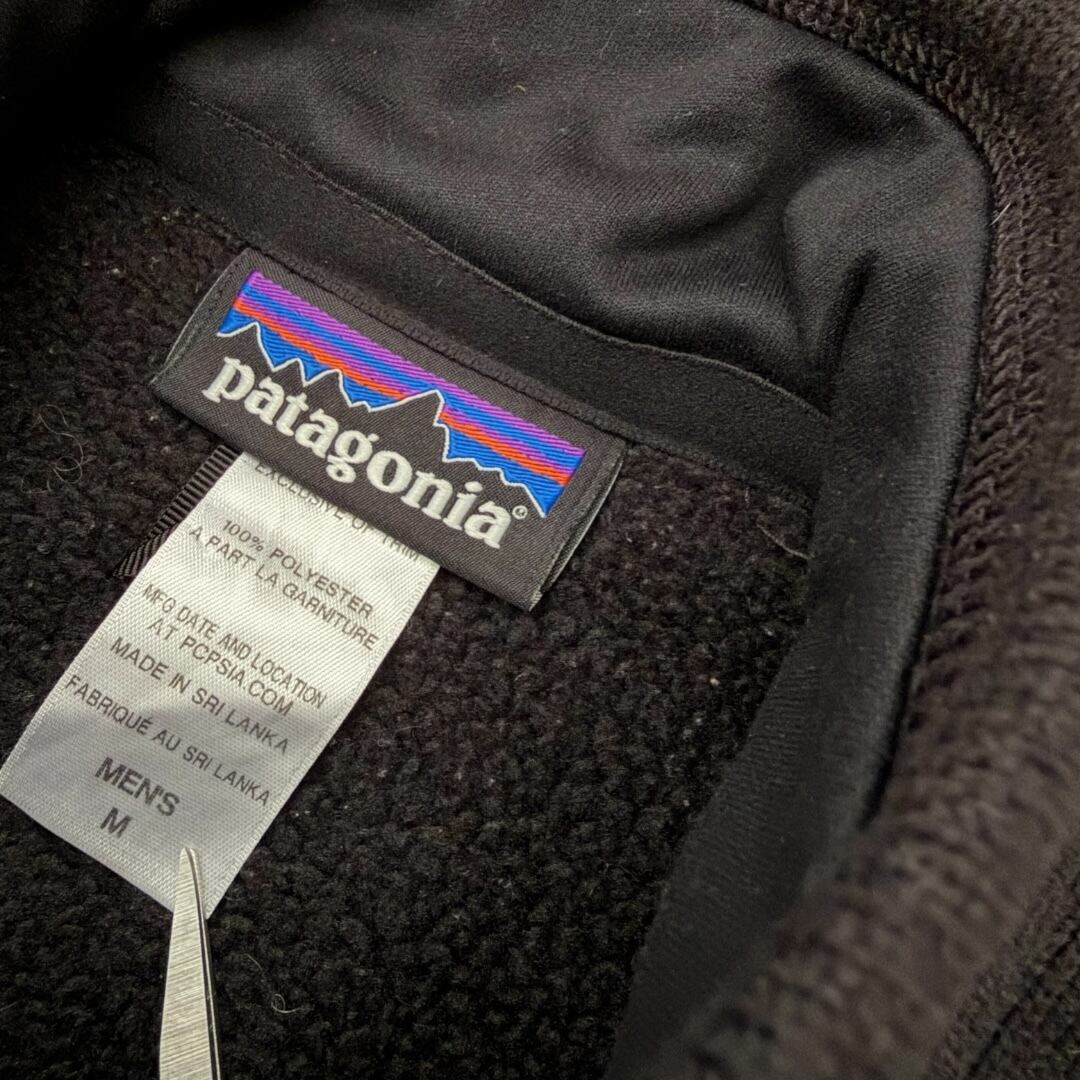 patagonia®
EXCLUSIVE OF TRIM
100% POLYESTER
À PART LA GARNITURE
MFG DATE AND LOCATION
AT PCPSIA.COM
MADE IN SRI LANKA
FABRIQUÉ AU SRI LANKA
MEN'S
M